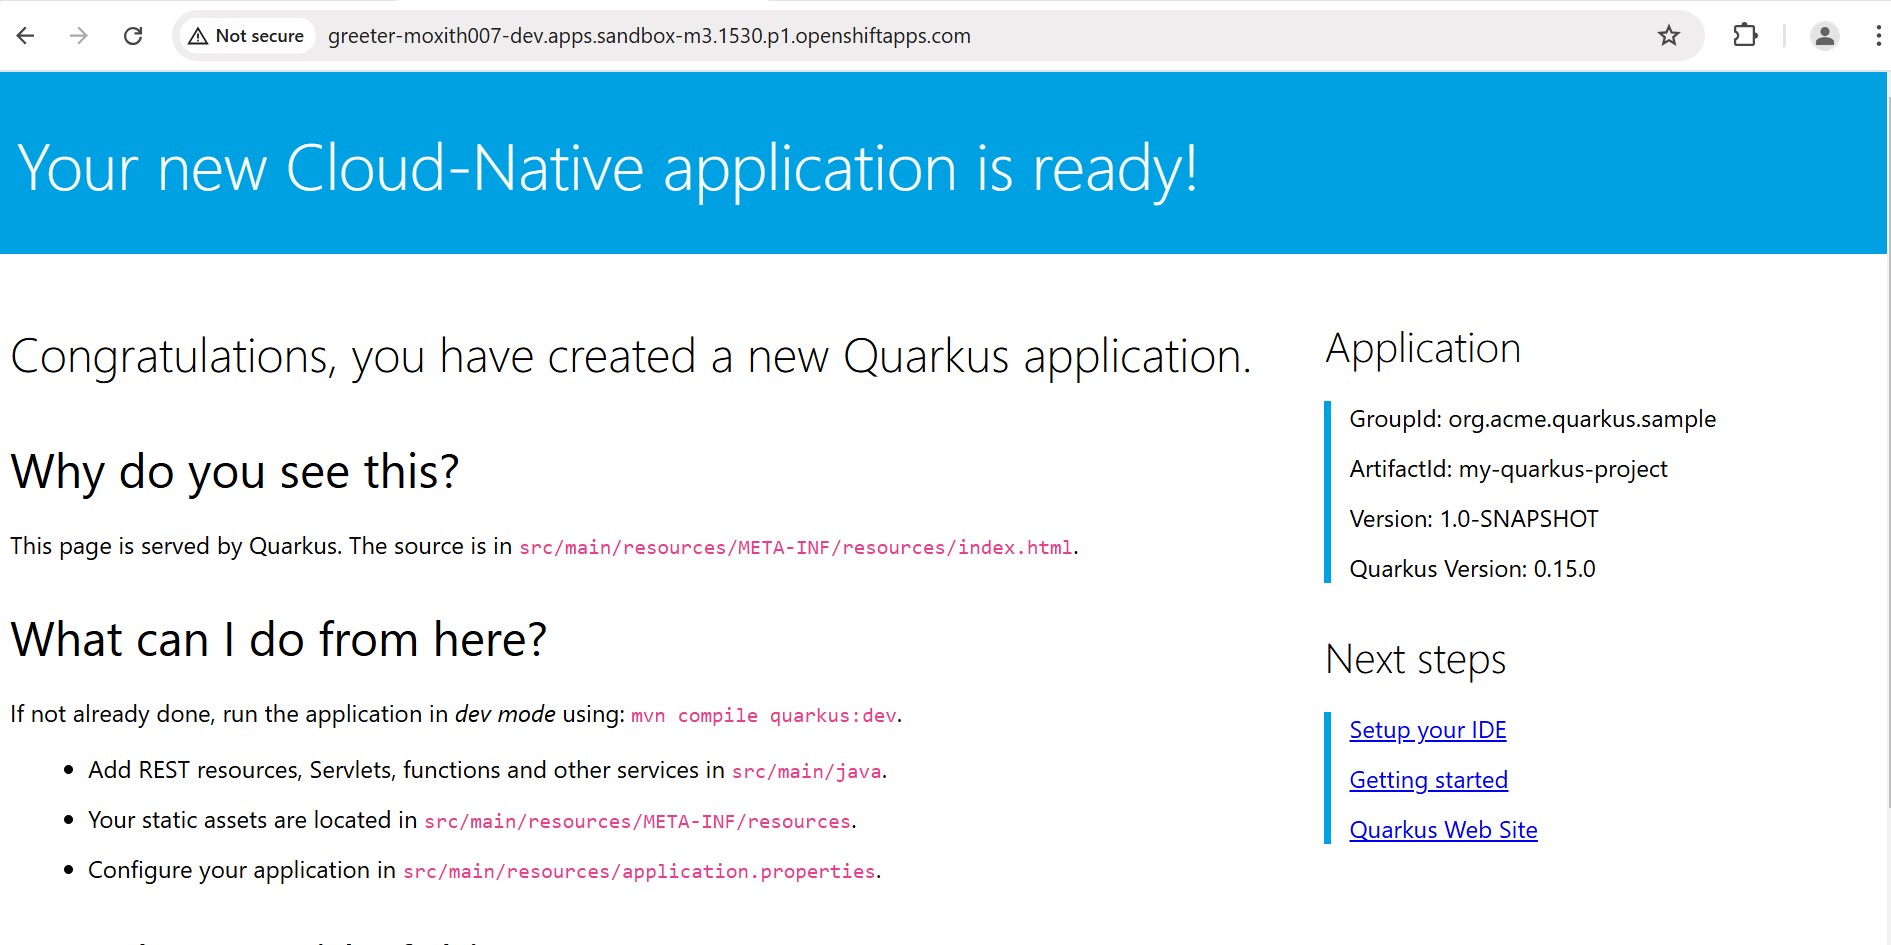 Not secure
greeter-moxith007-dev.apps.sandbox-m3.1530.p1.openshiftapps.com
Your new Cloud-Native application is ready!
Congratulations, you have created a new Quarkus application.
Why do you see this?
This page is served by Quarkus. The source is in src/main/resources/META-INF/resources/index.html.
What can I do from here?
If not already done, run the application in dev mode using: mvn compile quarkus:dev.
• Add REST resources, Servlets, functions and other services in src/main/java.
• Your static assets are located in src/main/resources/META-INF/resources.
• Configure your application in src/main/resources/application.properties.
Application
GroupId: org.acme.quarkus.sample
ArtifactId: my-quarkus-project
Version: 1.0-SNAPSHOT
Quarkus Version: 0.15.0
Next steps
Setup your IDE
Getting started
Quarkus Web Site